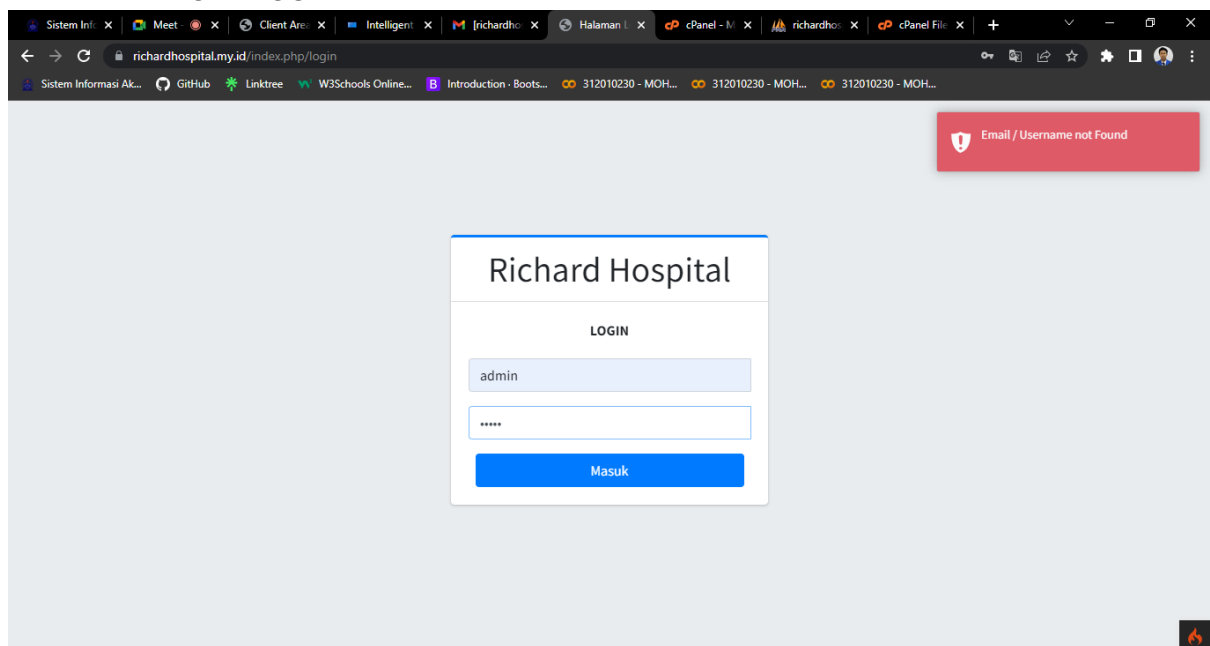 Sistem Info
Meet -
Client Area
Intelligent
[richardho
Halaman L
cPanel - M
richardhos
cPanel File
richardhospital.my.id/index.php/login
Sistem Informasi Ak...
GitHub
Linktree
W3Schools Online...
Introduction · Boots...
312010230 - MOH...
312010230 - MOH...
312010230 - MOH...
Email / Username not Found
Richard Hospital
LOGIN
admin
•••••
Masuk